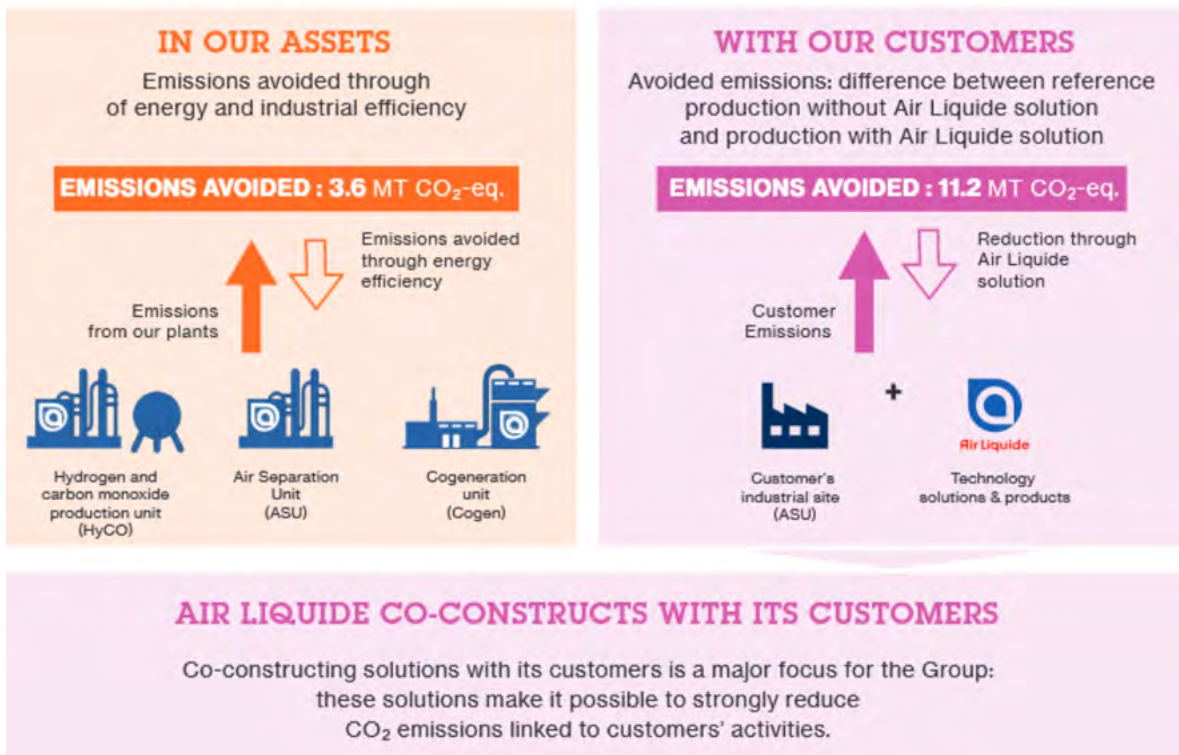 IN OUR ASSETS
Emissions avoided through
of energy and industrial efficiency
EMISSIONS AVOIDED : 3.6 MT CO₂-eq.
Emissions avoided
through energy
efficiency
Emissions
from our plants
Hydrogen and
carbon monoxide
production unit
(HyCO)
Air Separation
Unit
(ASU)
Cogeneration
unit
(Cogen)
WITH OUR CUSTOMERS
Avoided emissions: difference between reference
production without Air Liquide solution
and production with Air Liquide solution
EMISSIONS AVOIDED : 11.2 MT CO₂-eq.
Reduction through
Air Liquide
solution
Customer
Emissions
+
Air Liquide
Customer's
industrial site
(ASU)
Technology
solutions & products
AIR LIQUIDE CO-CONSTRUCTS WITH ITS CUSTOMERS
Co-constructing solutions with its customers is a major focus for the Group:
these solutions make it possible to strongly reduce
CO₂ emissions linked to customers' activities.